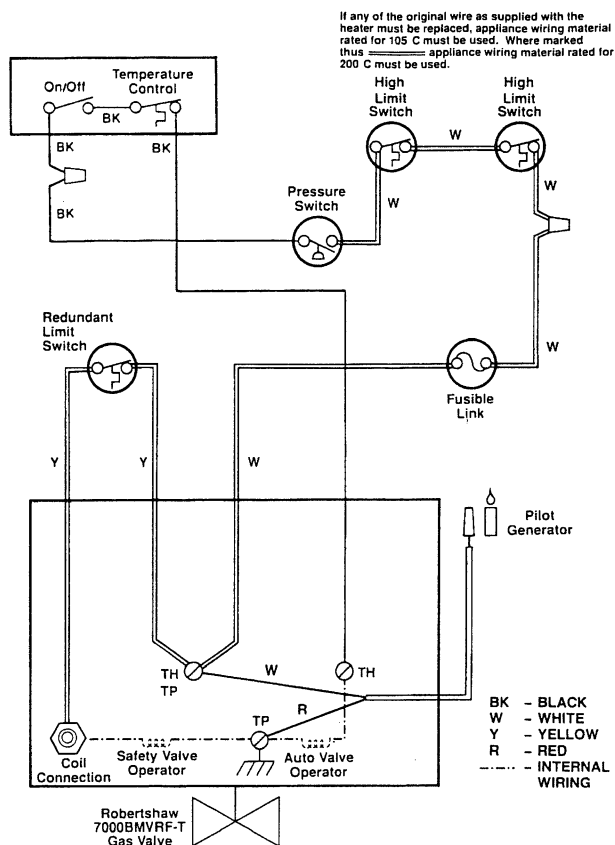 If any of the original wire as supplied with the
heater must be replaced, appliance wiring material
rated for 105 C must be used. Where marked
thus appliance wiring material rated for
200 C must be used.
Temperature
Control
On/Off
BK
BK
BK
BK
High
Limit
Switch
High
Limit
Switch
W
W
W
Pressure
Switch
Redundant
Limit
Switch
W
Fusible
Link
Y
Y
W
Pilot
Generator
TH
TP
W
TH
R
TP
Coil
Connection
Safety Valve
Operator
Auto Valve
Operator
BK - BLACK
W - WHITE
Y - YELLOW
R - RED
- INTERNAL
WIRING
Robertshaw
7000BMVRF-T
Gas Valve